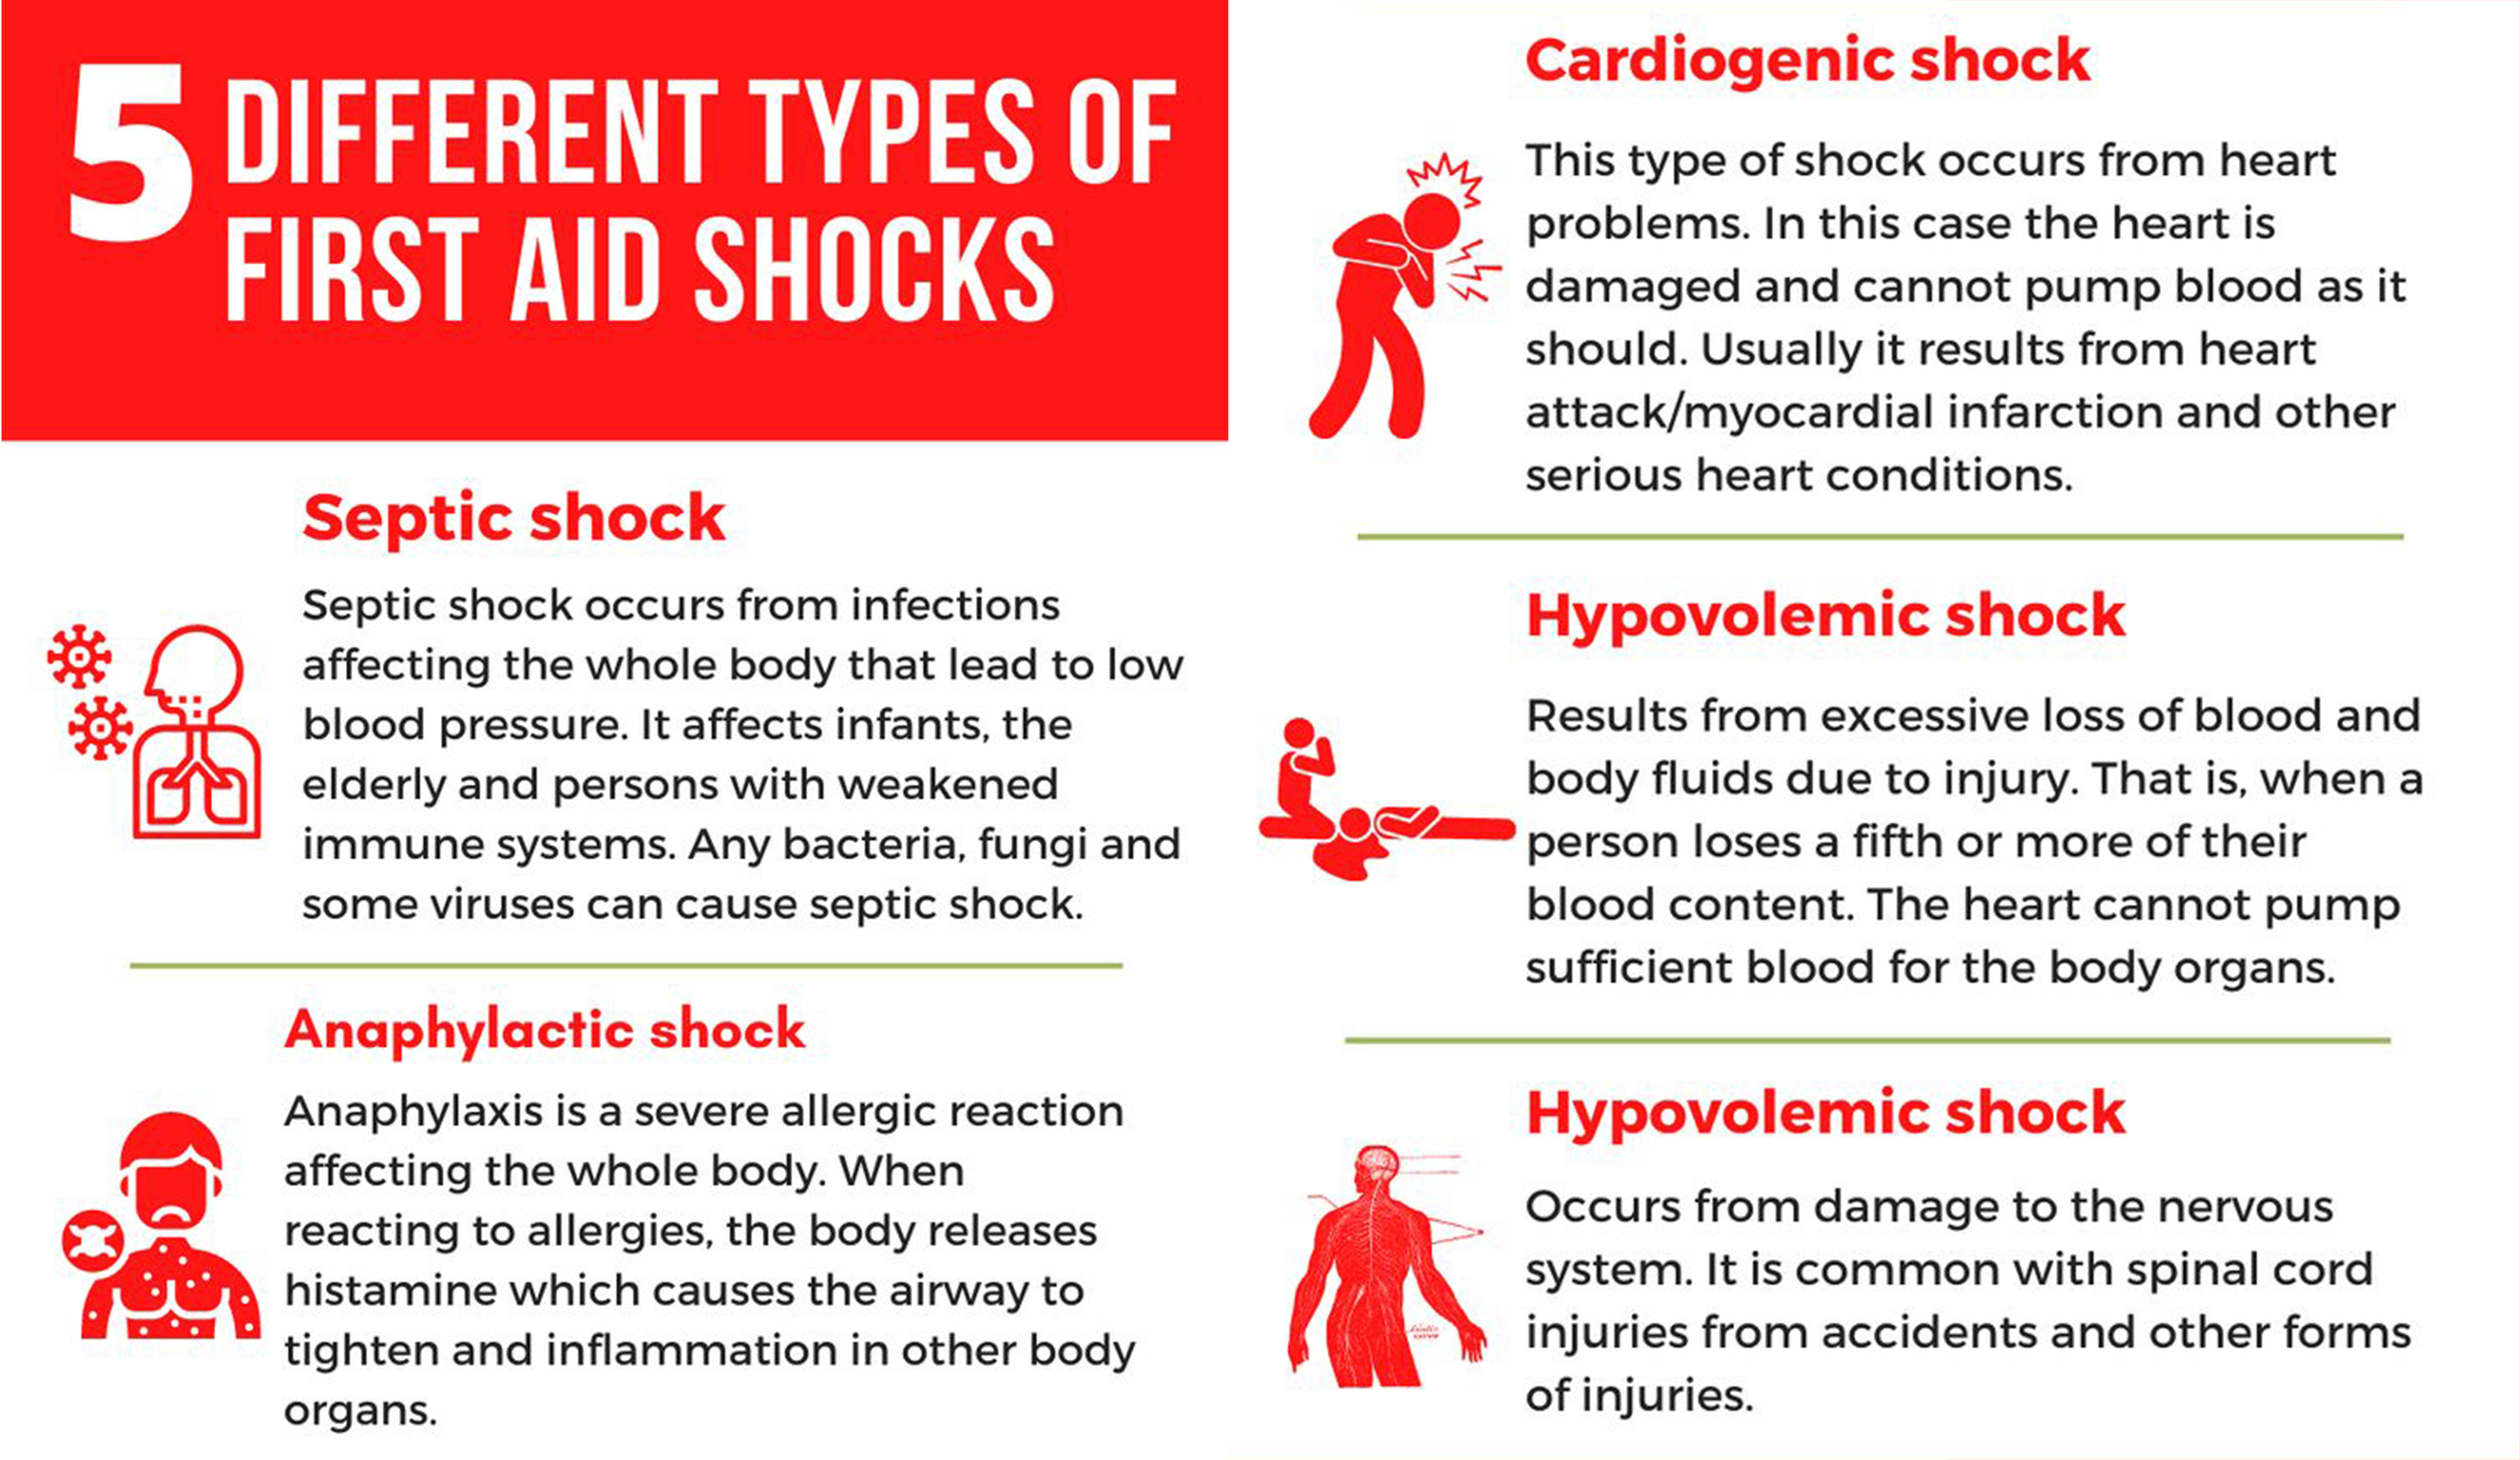 5 DIFFERENT TYPES OF
FIRST AID SHOCKS
Septic shock
Septic shock occurs from infections
affecting the whole body that lead to low
blood pressure. It affects infants, the
elderly and persons with weakened
immune systems. Any bacteria, fungi and
some viruses can cause septic shock.
Anaphylactic shock
Anaphylaxis is a severe allergic reaction
affecting the whole body. When
reacting to allergies, the body releases
histamine which causes the airway to
tighten and inflammation in other body
organs.
Cardiogenic shock
This type of shock occurs from heart
problems. In this case the heart is
damaged and cannot pump blood as it
should. Usually it results from heart
attack/myocardial infarction and other
serious heart conditions.
Hypovolemic shock
Results from excessive loss of blood and
body fluids due to injury. That is, when a
person loses a fifth or more of their
blood content. The heart cannot pump
sufficient blood for the body organs.
Hypovolemic shock
Occurs from damage to the nervous
system. It is common with spinal cord
injuries from accidents and other forms
of injuries.